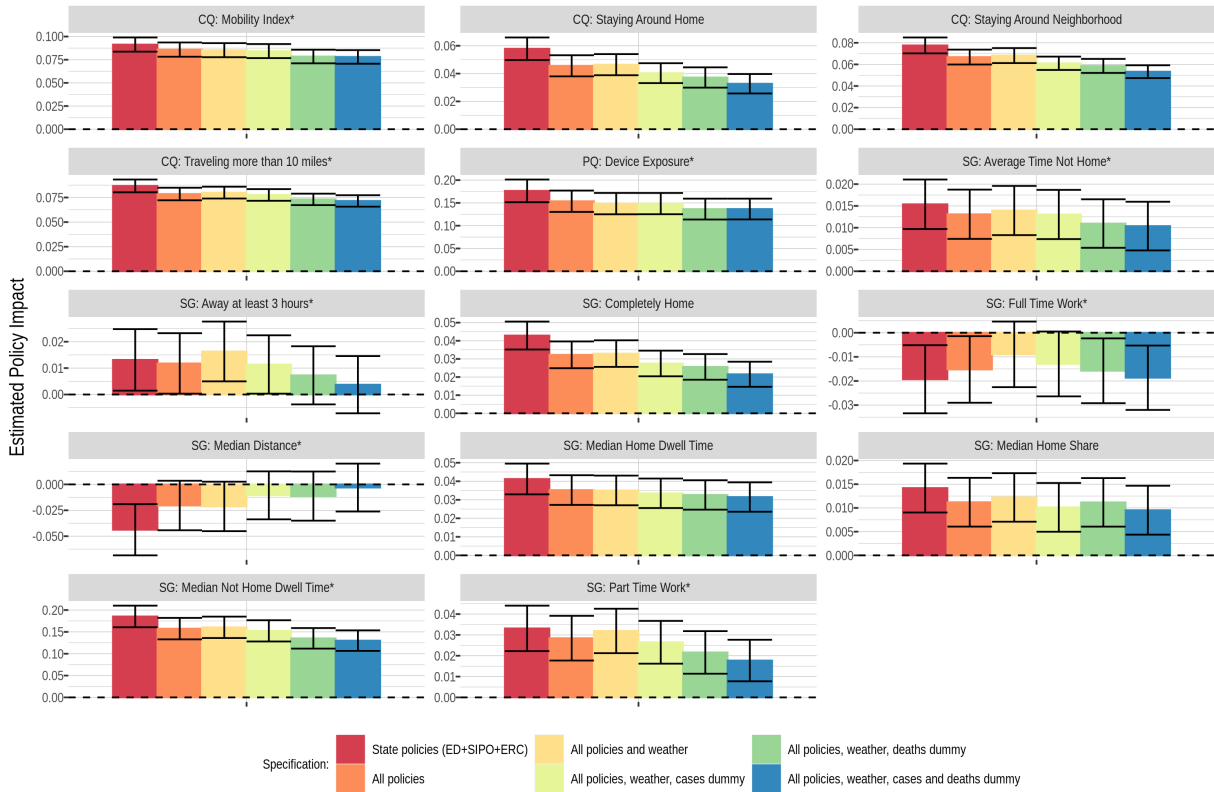 Estimated Policy Impact
CQ: Mobility Index*
0.100
0.075
0.050
0.025
0.000
CQ: Staying Around Home
0.06
0.04
0.02
0.00
CQ: Staying Around Neighborhood
0.08
0.06
0.04
0.02
0.00
CQ: Traveling more than 10 miles*
0.075
0.050
0.025
0.000
PQ: Device Exposure*
0.20
0.15
0.10
0.05
0.00
SG: Average Time Not Home*
0.020
0.015
0.010
0.005
0.000
SG: Away at least 3 hours*
0.02
0.01
0.00
SG: Completely Home
0.05
0.04
0.03
0.02
0.01
0.00
SG: Full Time Work*
0.00
-0.01
-0.02
-0.03
SG: Median Distance*
0.000
-0.025
-0.050
SG: Median Home Dwell Time
0.05
0.04
0.03
0.02
0.01
0.00
SG: Median Home Share
0.020
0.015
0.010
0.005
0.000
SG: Median Not Home Dwell Time*
0.20
0.15
0.10
0.05
0.00
SG: Part Time Work*
0.04
0.03
0.02
0.01
0.00
Specification:
State policies (ED+SIPO+ERC)
All policies
All policies and weather
All policies, weather, cases dummy
All policies, weather, deaths dummy
All policies, weather, cases and deaths dummy